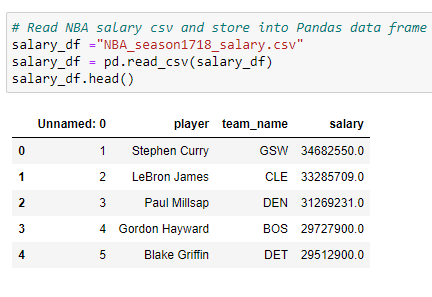 # Read NBA salary csv and store into Pandas data frame
salary_df ="NBA_season1718_salary.csv"
salary_df = pd.read_csv(salary_df)
salary_df.head()
Unnamed: 0 player team_name salary
0 1 Stephen Curry GSW 34682550.0
1 2 LeBron James CLE 33285709.0
2 3 Paul Millsap DEN 31269231.0
3 4 Gordon Hayward BOS 29727900.0
4 5 Blake Griffin DET 29512900.0